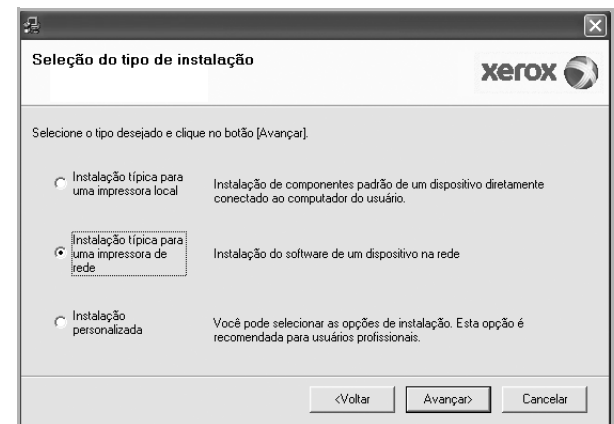 Seleção do tipo de instalação
xerox
Selecione o tipo desejado e clique no botão [Avançar].
Instalação típica para
uma impressora local
Instalação de componentes padrão de um dispositivo diretamente
conectado ao computador do usuário.
Instalação típica para
uma impressora de
rede
Instalação do software de um dispositivo na rede
Instalação
personalizada
Você pode selecionar as opções de instalação. Esta opção é
recomendada para usuários profissionais.
<Voltar
Avançar>
Cancelar